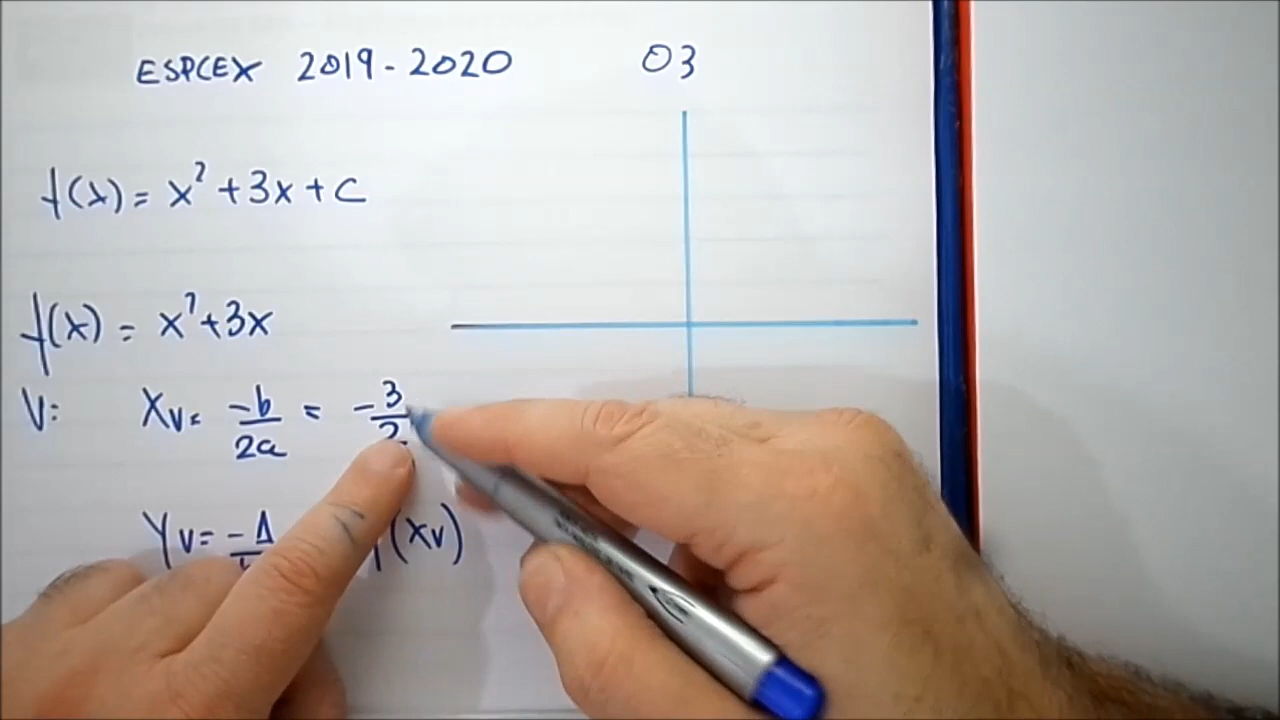 ESPCEX 2019-2020 03
f(x) = x² + 3x + C
f(x) = x² + 3x
V: Xv = -b/2a = -3/2
Yv = -Δ f(Xv)